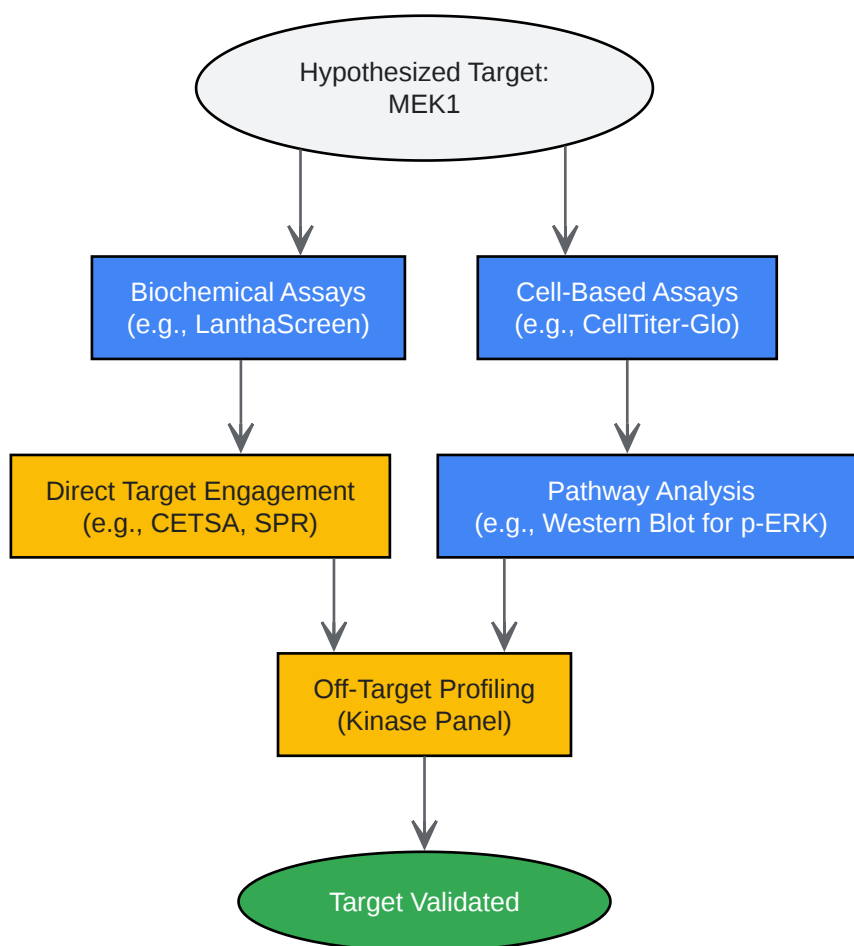 Hypothesized Target:
MEK1
Biochemical Assays
(e.g., LanthaScreen)
Cell-Based Assays
(e.g., CellTiter-Glo)
Direct Target Engagement
(e.g., CETSA, SPR)
Pathway Analysis
(e.g., Western Blot for p-ERK)
Off-Target Profiling
(Kinase Panel)
Target Validated